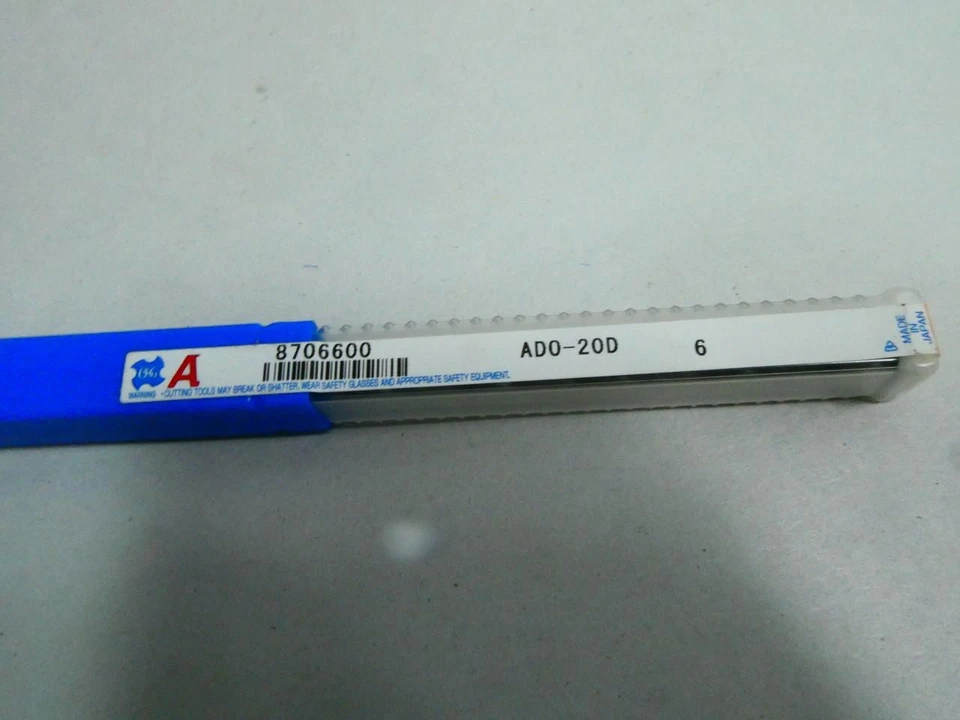 OSG A
8706600
ADO-20D 6
WARNING •CUTTING TOOLS MAY BREAK OR SHATTER. WEAR SAFETY GLASSES AND APPROPRIATE SAFETY EQUIPMENT.
MADE
IN
JAPAN